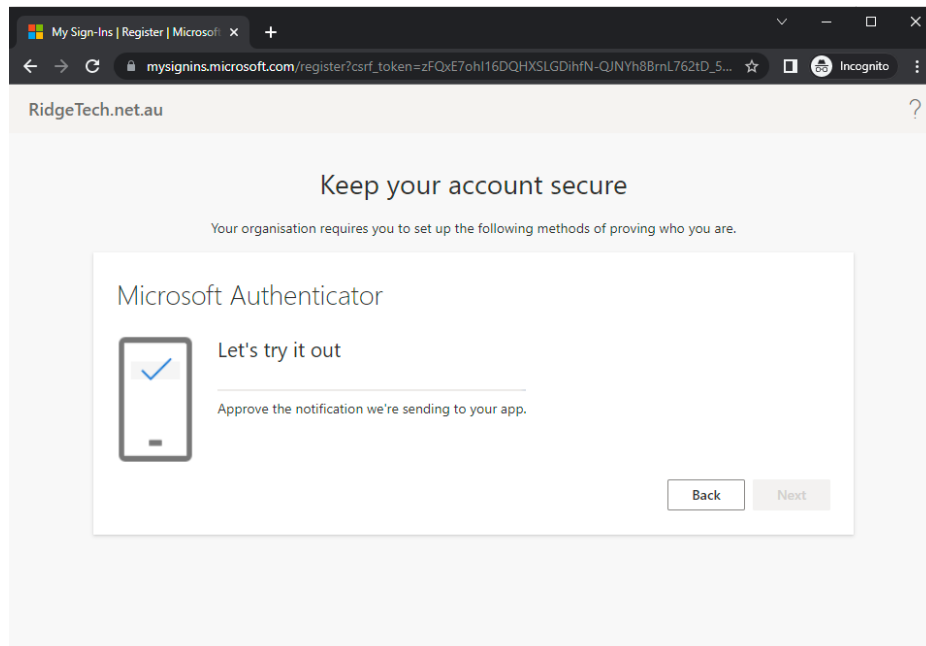 My Sign-Ins | Register | Microsoft
mysignins.microsoft.com/register?csrf_token=zFQxE7ohI16DQHXSLGDihfN-QJNYh8BrnL762tD_5...
Incognito
RidgeTech.net.au
?
Keep your account secure
Your organisation requires you to set up the following methods of proving who you are.
Microsoft Authenticator
Let's try it out
Approve the notification we're sending to your app.
Back
Next